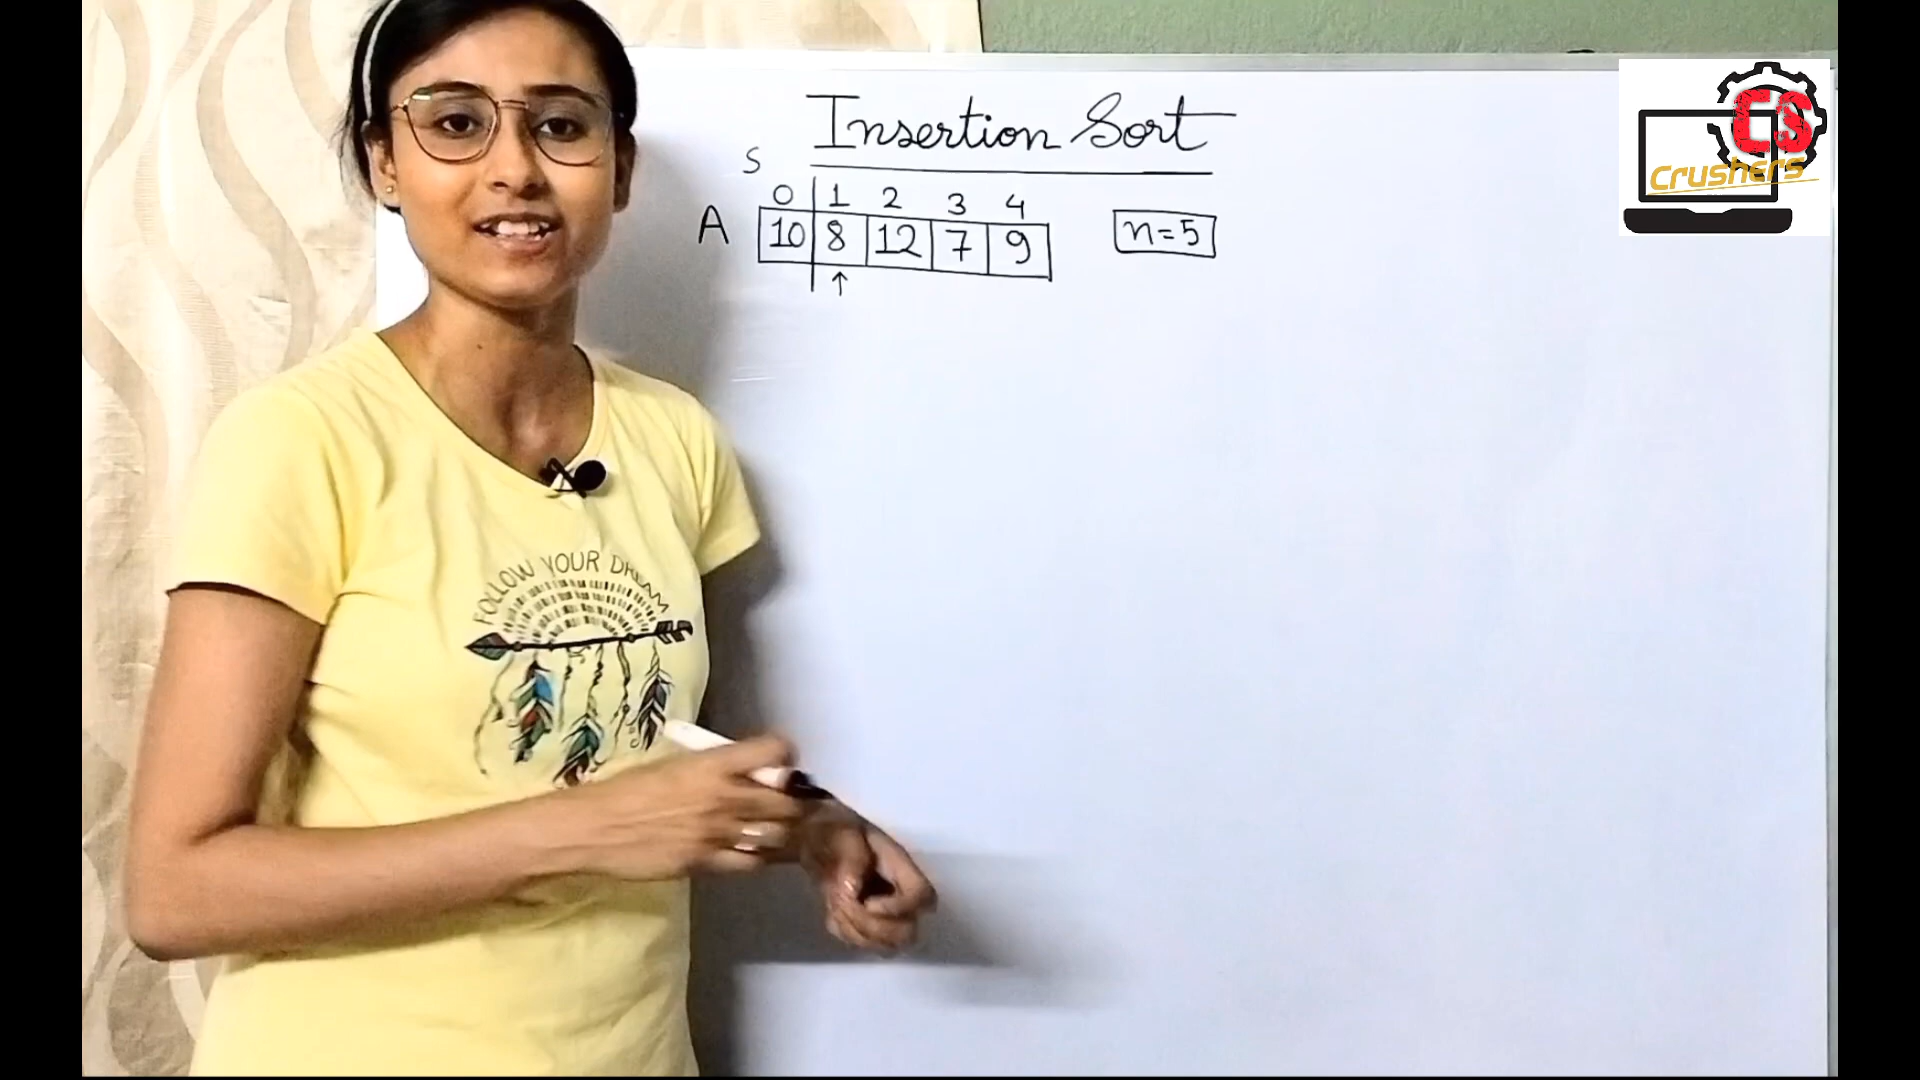 Insertion Sort
S
0 1 2 3 4
A 10 8 12 7 9 n=5
↑
CS
Crushers
FOLLOW YOUR DREAM